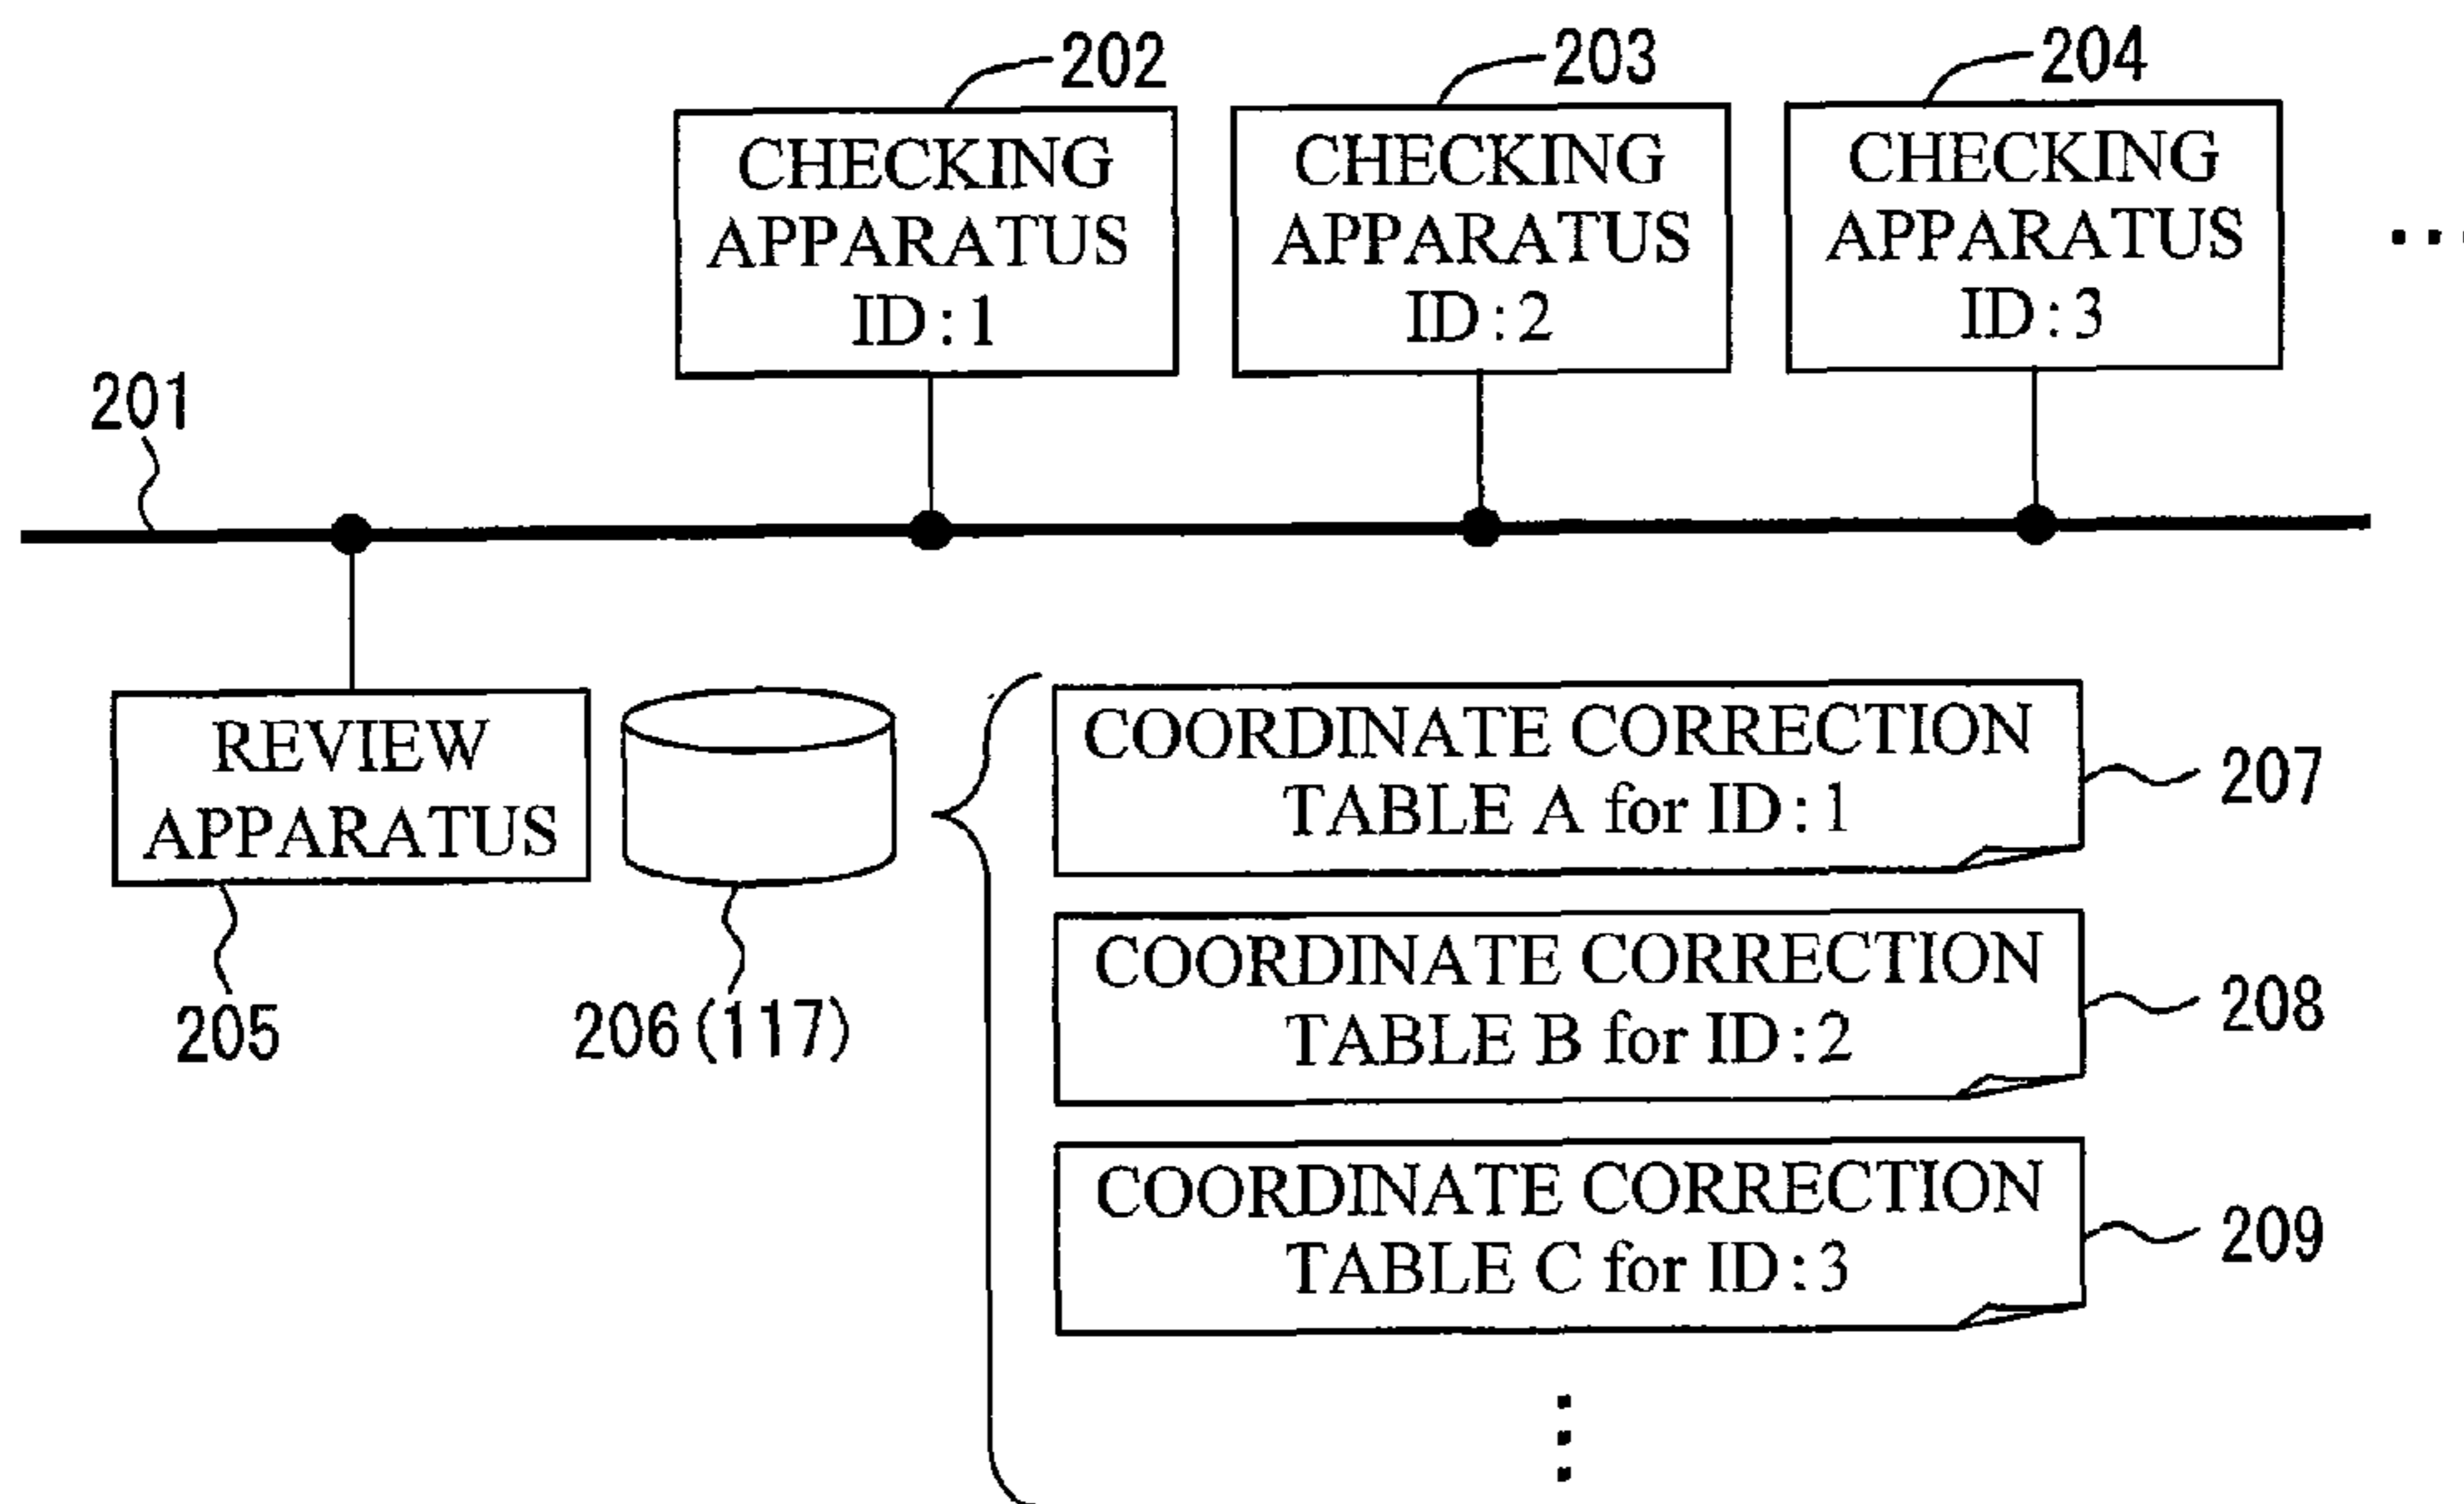 202
203
204
CHECKING
APPARATUS
ID:1
CHECKING
APPARATUS
ID:2
CHECKING
APPARATUS
ID:3
...
201
REVIEW
APPARATUS
205
206(117)
COORDINATE CORRECTION
TABLE A for ID:1
207
COORDINATE CORRECTION
TABLE B for ID:2
208
COORDINATE CORRECTION
TABLE C for ID:3
209